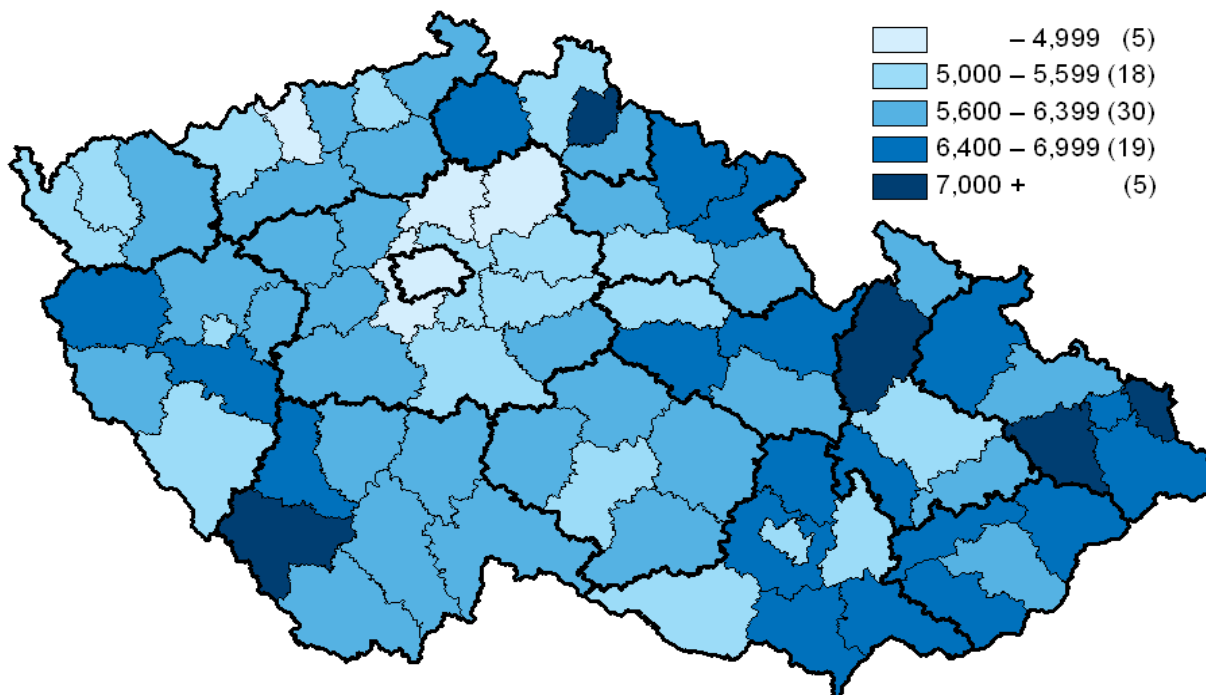 – 4,999 (5)
5,000 – 5,599 (18)
5,600 – 6,399 (30)
6,400 – 6,999 (19)
7,000 + (5)